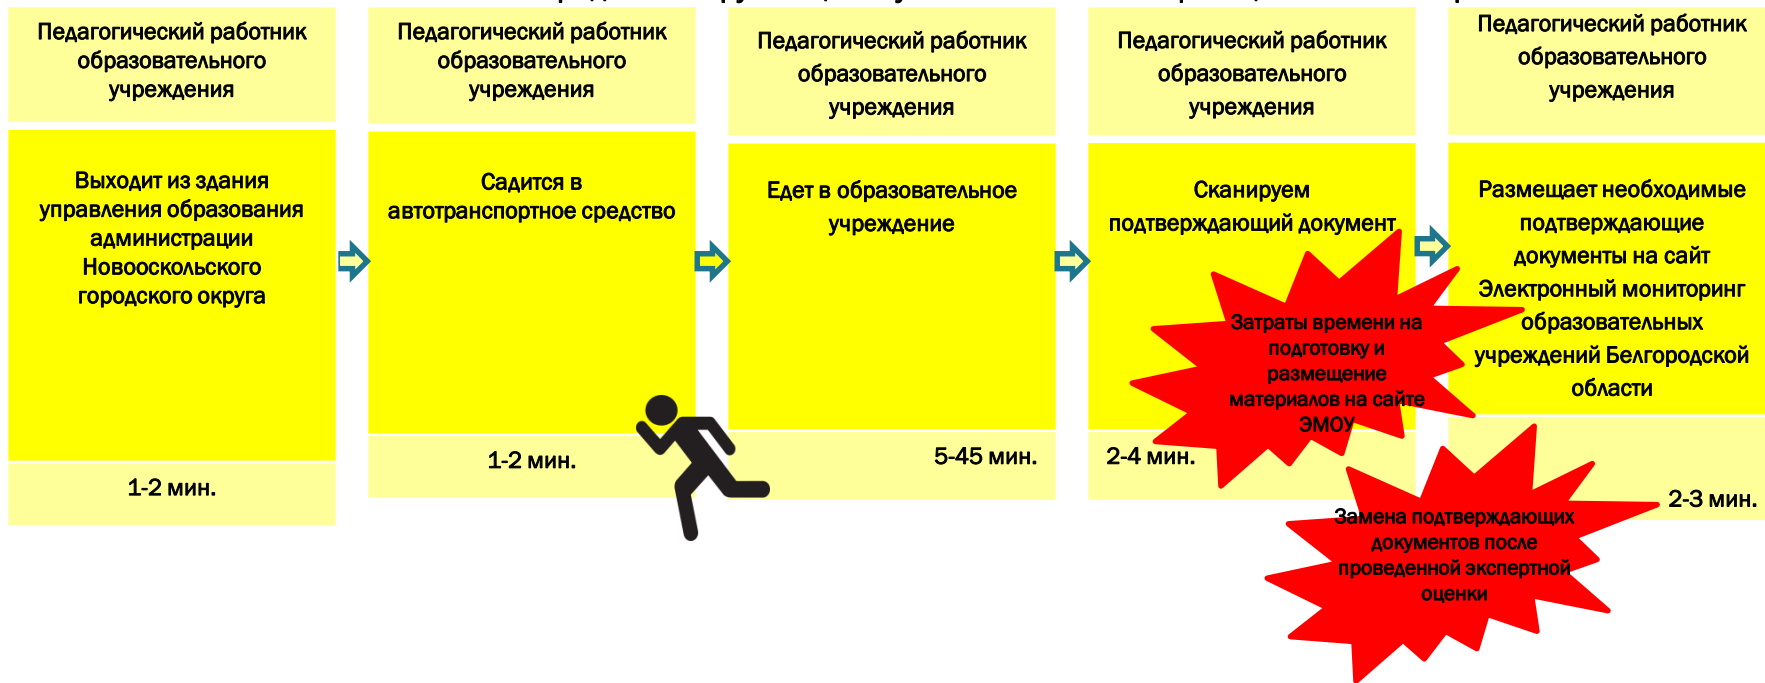 Педагогический работник
образовательного
учреждения
Выходит из здания
управления образования
администрации
Новооскольского
городского округа
1-2 мин.
Педагогический работник
образовательного
учреждения
Садится в
автотранспортное средство
1-2 мин.
Педагогический работник
образовательного
учреждения
Едет в образовательное
учреждение
5-45 мин.
Педагогический работник
образовательного
учреждения
Сканируем
подтверждающий документ
2-4 мин.
Затраты времени на
подготовку и
размещение
материалов на сайте
ЭМОУ
Педагогический работник
образовательного
учреждения
Размещает необходимые
подтверждающие
документы на сайт
Электронный мониторинг
образовательных
учреждений Белгородской
области
2-3 мин.
Замена подтверждающих
документов после
проведенной экспертной
оценки